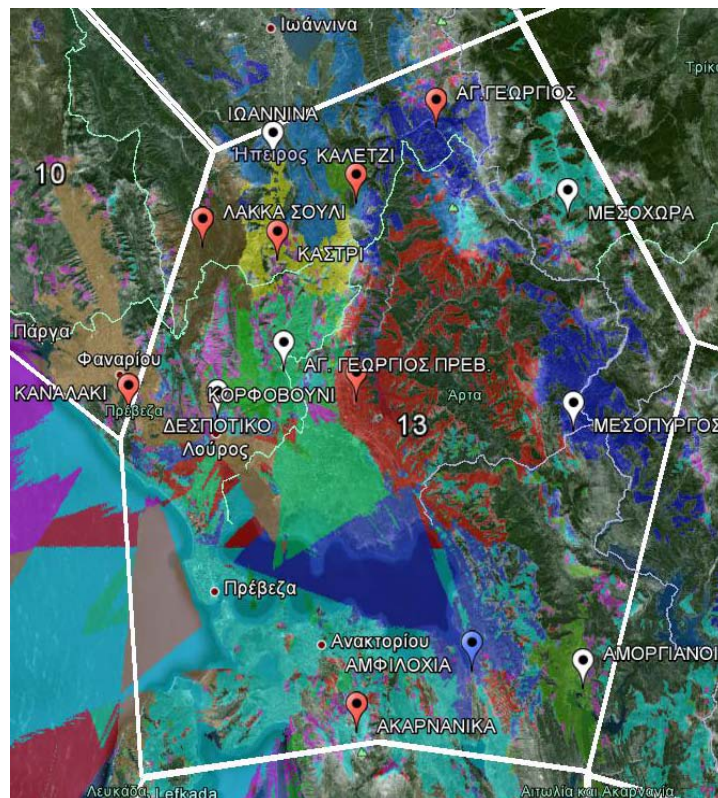 Ιωάννινα
Τρίκ
ΑΓ.ΓΕΩΡΓΙΟΣ
ΙΩΑΝΝΙΝΑ
Ήπειρος
ΚΑΛΕΤΖΙ
10
ΜΕΣΟΧΩΡΑ
ΛΑΚΚΑ ΣΟΥΛΙ
ΚΑΣΤΡΙ
Πάργα
Φαναρίου
ΑΓ. ΓΕΩΡΓΙΟΣ ΠΡΕΒ.
ΚΑΝΑΛΑΚΙ
ΚΟΡΦΟΒΟΥΝΙ
Άρτα
Πρέβεζα
13
ΜΕΣΟΠΥΡΓΟΣ
ΔΕΣΠΟΤΙΚΟ
Λούρος
Πρέβεζα
Ανακτορίου
ΑΜΦΙΛΟΧΙΑ
ΑΜΟΡΓΙΑΝΟΙ
ΑΚΑΡΝΑΝΙΚΑ
Λευκάδα Lefkada
Αιτωλία και Ακαρνανία